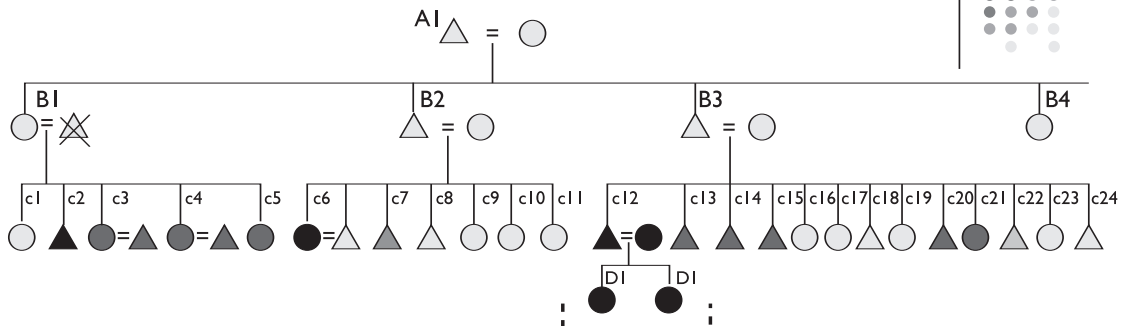 A1 =
B1 B2 B3 B4
= = =
c1 c2 c3 c4 c5 c6 c7 c8 c9 c10 c11 c12 c13 c14 c15 c16 c17 c18 c19 c20 c21 c22 c23 c24
= = = =
D1 D1